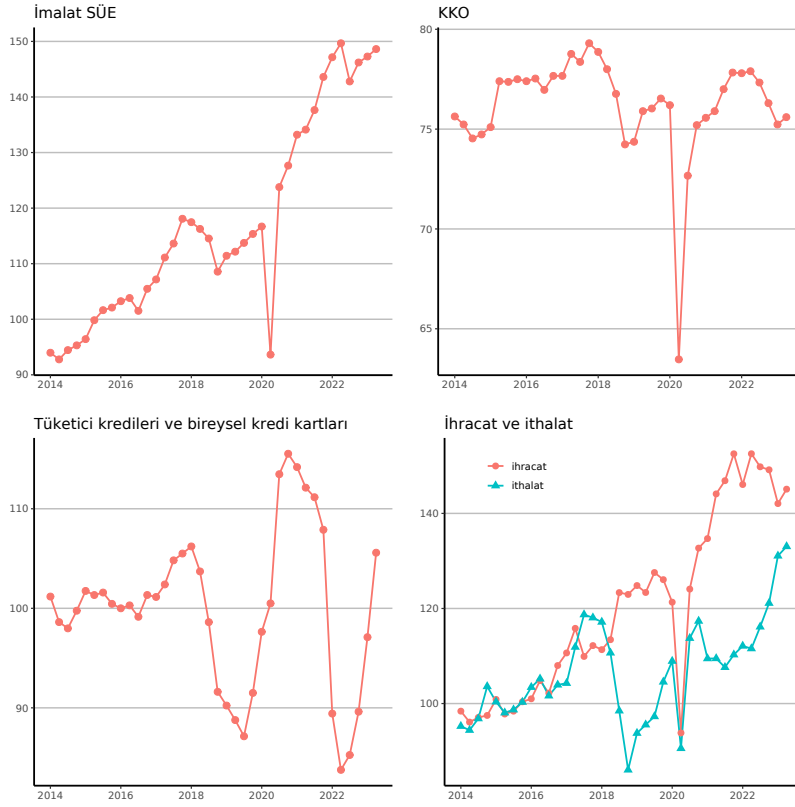 İmalat SÜE
150
140
130
120
110
100
90
2014 2016 2018 2020 2022
KKO
80
75
70
65
2014 2016 2018 2020 2022
Tüketici kredileri ve bireysel kredi kartları
110
100
90
2014 2016 2018 2020 2022
İhracat ve ithalat
ihracat
ithalat
140
120
100
2014 2016 2018 2020 2022